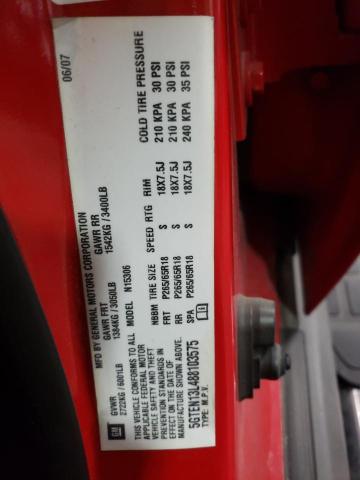 MFD BY GENERAL MOTORS CORPORATION 06/07
GM GVWR GAWR FRT GAWR RR
2722KG / 6001LB 1384KG / 3050LB 1542KG / 3400LB
THIS VEHICLE CONFORMS TO ALL
APPLICABLE FEDERAL MOTOR
VEHICLE SAFETY AND THEFT
PREVENTION STANDARDS IN
EFFECT ON THE DATE OF
MANUFACTURE SHOWN ABOVE.
5GTEN13L488103575
TYPE: M.P.V.
MODEL N15306
NBBM TIRE SIZE SPEED RTG RIM COLD TIRE PRESSURE
FRT P265/65R18 S 18X7.5J 210 KPA 30 PSI
RR P265/65R18 S 18X7.5J 210 KPA 30 PSI
SPA P265/65R18 S 18X7.5J 240 KPA 35 PSI